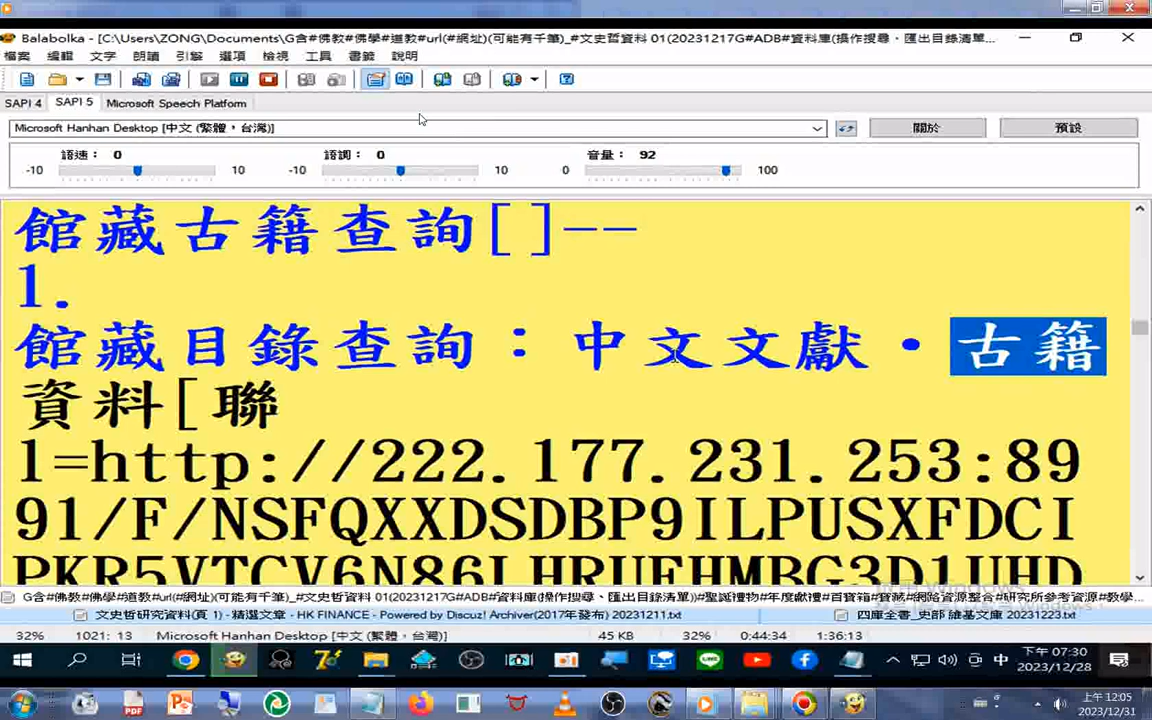 Balabolka - [C:\Users\ZONG\Documents\G含#佛教#佛學#道教#url(#網址)(可能有千筆)_#文史哲資料 01(20231217G#ADB#資料庫(操作搜尋、匯出目錄清單...
檔案 編輯 文字 朗讀 引擎 選項 檢視 工具 書籤 說明
SAPI 4 SAPI 5 Microsoft Speech Platform
Microsoft Hanhan Desktop [中文 (繁體，台灣)] 關於 預設
語速： 0 語調： 0 音量： 92
-10 10 -10 10 0 100
館藏古籍查詢[]--
1.
館藏目錄查詢：中文文獻·古籍
資料[聯
1=http://222.177.231.253:89
91/F/NSFQXXDSDBP9ILPUSXFDCI
PKR5VTCV6N86LHRUFHMBG3D1UHD
G含#佛教#佛學#道教#url(#網址)(可能有千筆)_#文史哲資料 01(20231217G#ADB#資料庫(操作搜尋、匯出目錄清單))#聖誕禮物#年度獻禮#百寶箱#寶藏#網路資源整合#研究所參考資源#教學...
文史哲研究資料(頁 1) - 精選文章 - HK FINANCE - Powered by Discuz! Archiver(2017年發布) 20231211.txt 四庫全書_史部 維基文庫 20231223.txt
32% 1021: 13 Microsoft Hanhan Desktop [中文 (繁體，台灣)] 45 KB 32% 0:44:34 1:36:13
中 下午 07:30
2023/12/28
上午 12:05
2023/12/31